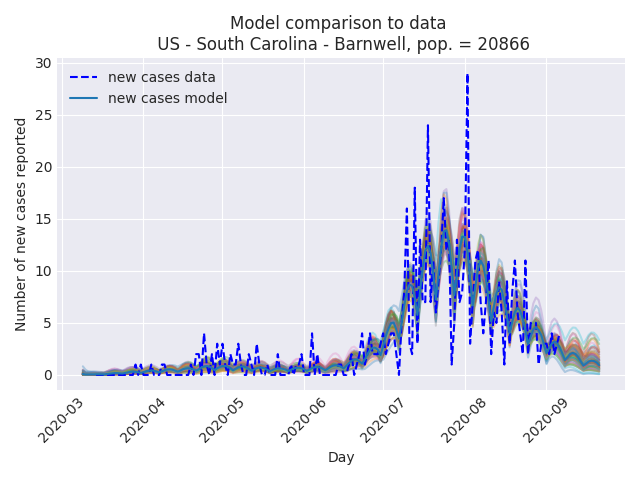 Model comparison to data
US - South Carolina - Barnwell, pop. = 20866
new cases data
new cases model
30
25
20
15
10
5
0
Number of new cases reported
2020-03
2020-04
2020-05
2020-06
2020-07
2020-08
2020-09
Day